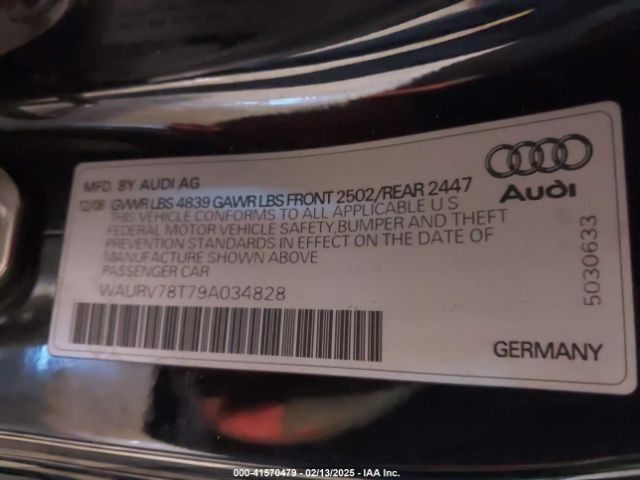 MFD. BY AUDI AG
12/08 GVWR LBS 4839 GAWR LBS FRONT 2502/REAR 2447
THIS VEHICLE CONFORMS TO ALL APPLICABLE U S
FEDERAL MOTOR VEHICLE SAFETY, BUMPER AND THEFT
PREVENTION STANDARDS IN EFFECT ON THE DATE OF
MANUFACTURE SHOWN ABOVE
PASSENGER CAR
WAURV78T79A034828
Audi
5030633
GERMANY
000-41570479 - 02/13/2025 - IAA Inc.